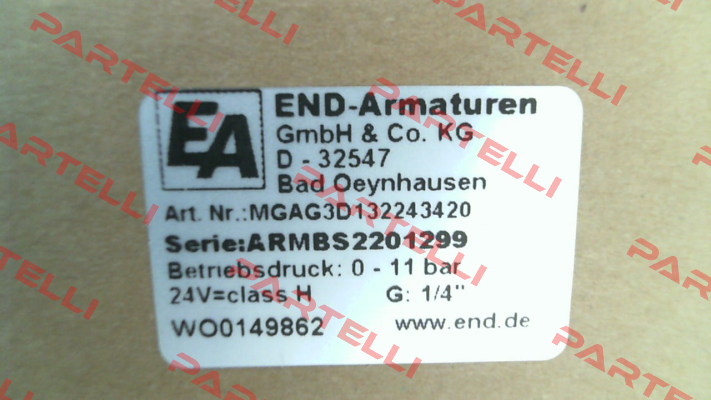 EA
END-Armaturen
GmbH & Co. KG
D - 32547
Bad Oeynhausen
Art. Nr.:MGAG3D132243420
Serie:ARMBS2201299
Betriebsdruck: 0 - 11 bar
24V=class H G: 1/4"
WO0149862 www.end.de
PARTELLI
PARTELLI
PARTELLI
PARTELLI
PARTELLI
PARTELLI
PARTELLI